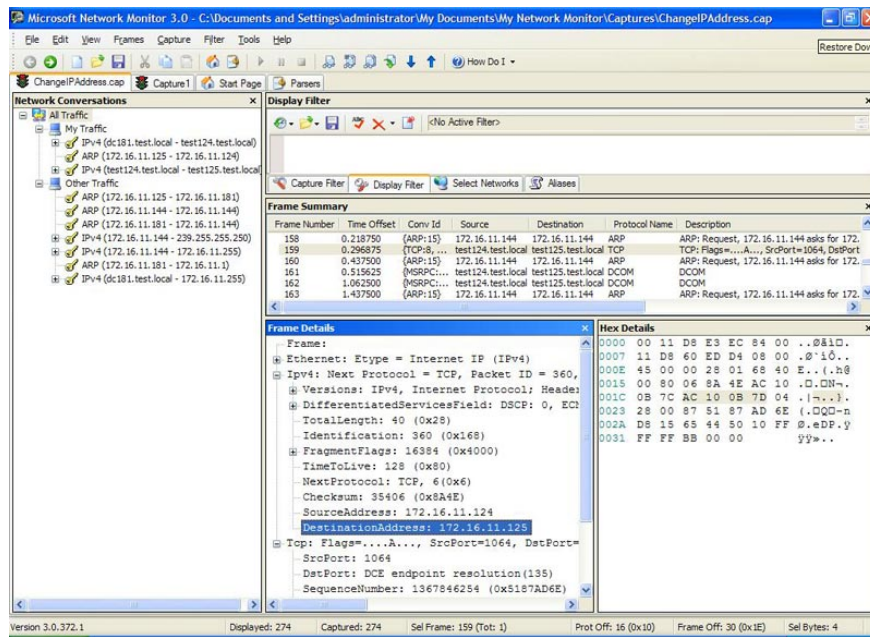 Microsoft Network Monitor 3.0 - C:\Documents and Settings\administrator\My Documents\My Network Monitor\Captures\ChangeIPAddress.cap
File Edit View Frames Capture Filter Tools Help
Restore Dow
How Do I
ChangeIPAddress.cap Capture1 Start Page Parsers
Network Conversations
All Traffic
My Traffic
IPv4 (dc181.test.local - test124.test.local)
ARP (172.16.11.125 - 172.16.11.124)
IPv4 (test124.test.local - test125.test.local
Other Traffic
ARP (172.16.11.125 - 172.16.11.181)
ARP (172.16.11.144 - 172.16.11.144)
ARP (172.16.11.181 - 172.16.11.144)
IPv4 (172.16.11.144 - 239.255.255.250)
IPv4 (172.16.11.144 - 172.16.11.255)
ARP (172.16.11.181 - 172.16.11.1)
IPv4 (dc181.test.local - 172.16.11.255)
Display Filter
<No Active Filter>
Capture Filter Display Filter Select Networks Aliases
Frame Summary
Frame Number Time Offset Conv Id Source Destination Protocol Name Description
158 0.218750 {ARP:15} 172.16.11.144 172.16.11.144 ARP ARP: Request, 172.16.11.144 asks for 172.
159 0.296875 {TCP:8, ... test124.test.local test125.test.local TCP TCP: Flags=....A..., SrcPort=1064, DstPort
160 0.437500 {ARP:15} 172.16.11.144 172.16.11.144 ARP ARP: Request, 172.16.11.144 asks for 172.
161 0.515625 {MSRPC:... test124.test.local test125.test.local DCOM DCOM
162 1.062500 {MSRPC:... test124.test.local test125.test.local DCOM DCOM
163 1.437500 {ARP:15} 172.16.11.144 172.16.11.144 ARP ARP: Request, 172.16.11.144 asks for 172.
Frame Details
Frame:
Ethernet: Etype = Internet IP (IPv4)
Ipv4: Next Protocol = TCP, Packet ID = 360,
Versions: IPv4, Internet Protocol; Header
DifferentiatedServicesField: DSCP: 0, ECN
TotalLength: 40 (0x28)
Identification: 360 (0x168)
FragmentFlags: 16384 (0x4000)
TimeToLive: 128 (0x80)
NextProtocol: TCP, 6(0x6)
Checksum: 35406 (0x8A4E)
SourceAddress: 172.16.11.124
DestinationAddress: 172.16.11.125
Tcp: Flags=....A..., SrcPort=1064, DstPort=
SrcPort: 1064
DstPort: DCE endpoint resolution(135)
SequenceNumber: 1367846254 (0x5187AD6E)
Hex Details
0000 00 11 D8 E3 EC 84 00 ..Øãì□.
0007 11 D8 60 ED D4 08 00 .Ø`íÔ..
000E 45 00 00 28 01 68 40 E..(.h@
0015 00 80 06 8A 4E AC 10 .□.□N¬.
001C 0B 7C AC 10 0B 7D 04 .|¬..}.
0023 28 00 87 51 87 AD 6E (.□Q□-n
002A D8 15 65 44 50 10 FF Ø.eDP.ÿ
0031 FF FF BB 00 00 ÿÿ»..
Version 3.0.372.1 Displayed: 274 Captured: 274 Sel Frame: 159 (Tot: 1) Prot Off: 16 (0x10) Frame Off: 30 (0x1E) Sel Bytes: 4